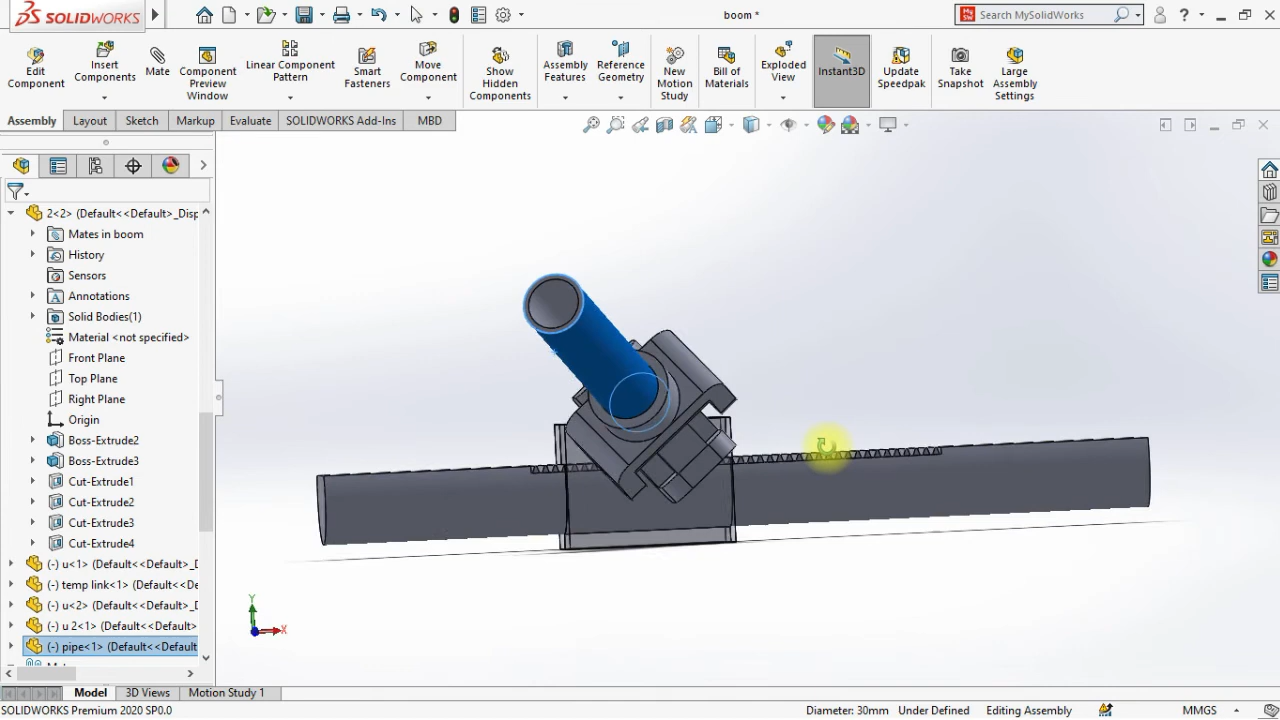 SOLIDWORKS
boom *
Search MySolidWorks
?
Edit Component
Insert Components
Mate
Component Preview Window
Linear Component Pattern
Smart Fasteners
Move Component
Show Hidden Components
Assembly Features
Reference Geometry
New Motion Study
Bill of Materials
Exploded View
Instant3D
Update Speedpak
Take Snapshot
Large Assembly Settings
Assembly
Layout
Sketch
Markup
Evaluate
SOLIDWORKS Add-Ins
MBD
2<2> (Default<<Default>_Disp
Mates in boom
History
Sensors
Annotations
Solid Bodies(1)
Material <not specified>
Front Plane
Top Plane
Right Plane
Origin
Boss-Extrude2
Boss-Extrude3
Cut-Extrude1
Cut-Extrude2
Cut-Extrude3
Cut-Extrude4
(-) u<1> (Default<<Default>_D
(-) temp link<1> (Default<<De
(-) u<2> (Default<<Default>_D
(-) u 2<1> (Default<<Default>
(-) pipe<1> (Default<<Default
Y
X
Model
3D Views
Motion Study 1
SOLIDWORKS Premium 2020 SP0.0
Diameter: 30mm
Under Defined
Editing Assembly
MMGS